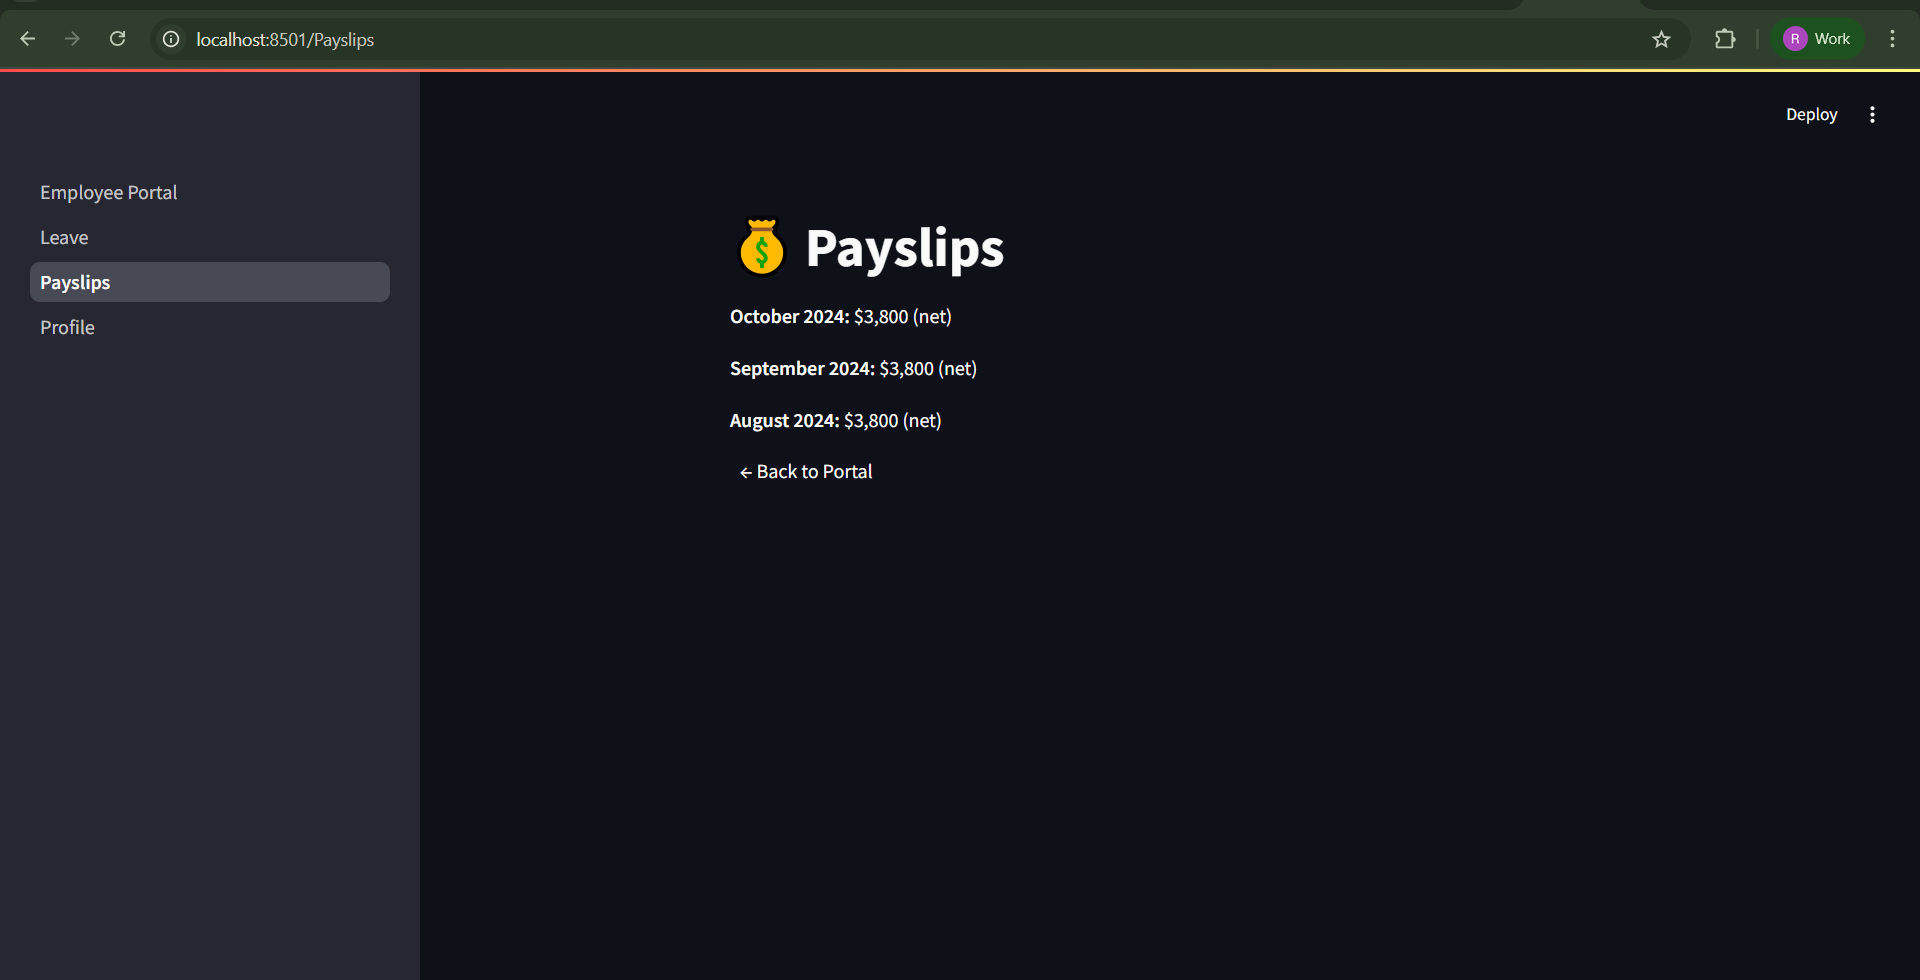 localhost:8501/Payslips
R Work
Deploy
Employee Portal
Leave
Payslips
Profile
Payslips
October 2024: $3,800 (net)
September 2024: $3,800 (net)
August 2024: $3,800 (net)
← Back to Portal